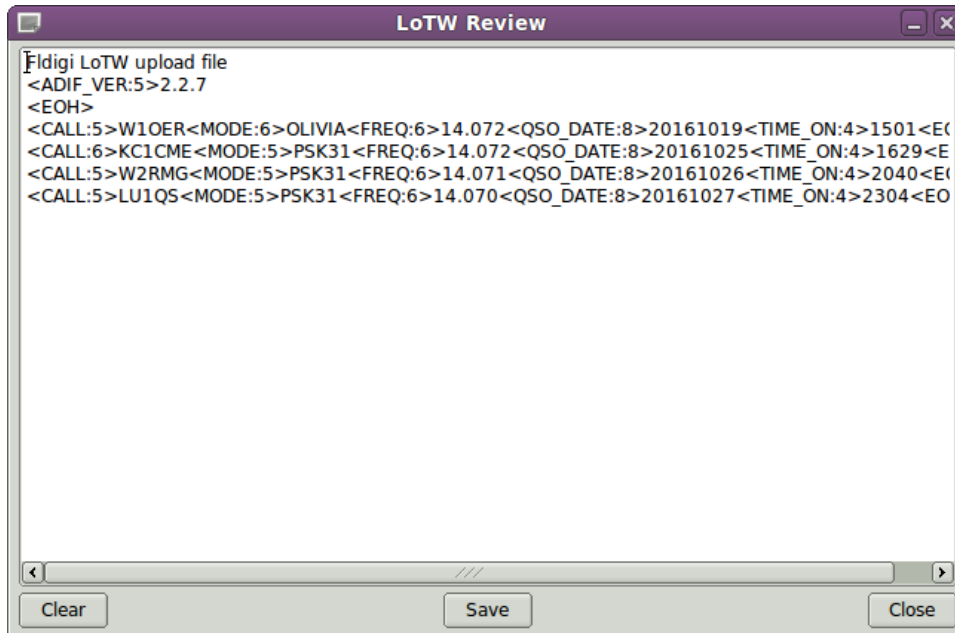 LoTW Review
Fldigi LoTW upload file
<ADIF_VER:5>2.2.7
<EOH>
<CALL:5>W1OER<MODE:6>OLIVIA<FREQ:6>14.072<QSO_DATE:8>20161019<TIME_ON:4>1501<EO
<CALL:6>KC1CME<MODE:5>PSK31<FREQ:6>14.072<QSO_DATE:8>20161025<TIME_ON:4>1629<E
<CALL:5>W2RMG<MODE:5>PSK31<FREQ:6>14.071<QSO_DATE:8>20161026<TIME_ON:4>2040<EO
<CALL:5>LU1QS<MODE:5>PSK31<FREQ:6>14.070<QSO_DATE:8>20161027<TIME_ON:4>2304<EO
Clear Save Close